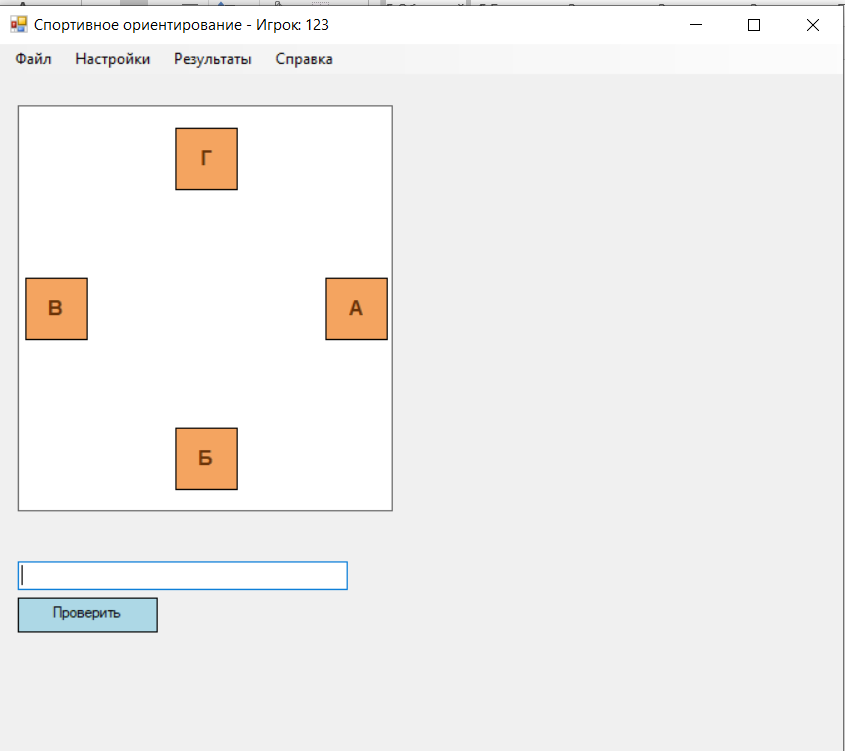 Спортивное ориентирование - Игрок: 123
Файл Настройки Результаты Справка
Г
В А
Б
Проверить